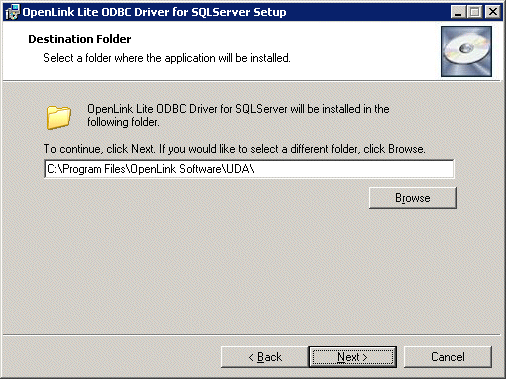 OpenLink Lite ODBC Driver for SQLServer Setup
Destination Folder
Select a folder where the application will be installed.
OpenLink Lite ODBC Driver for SQLServer will be installed in the
following folder.
To continue, click Next. If you would like to select a different folder, click Browse.
C:\Program Files\OpenLink Software\UDA\
Browse
< Back
Next >
Cancel